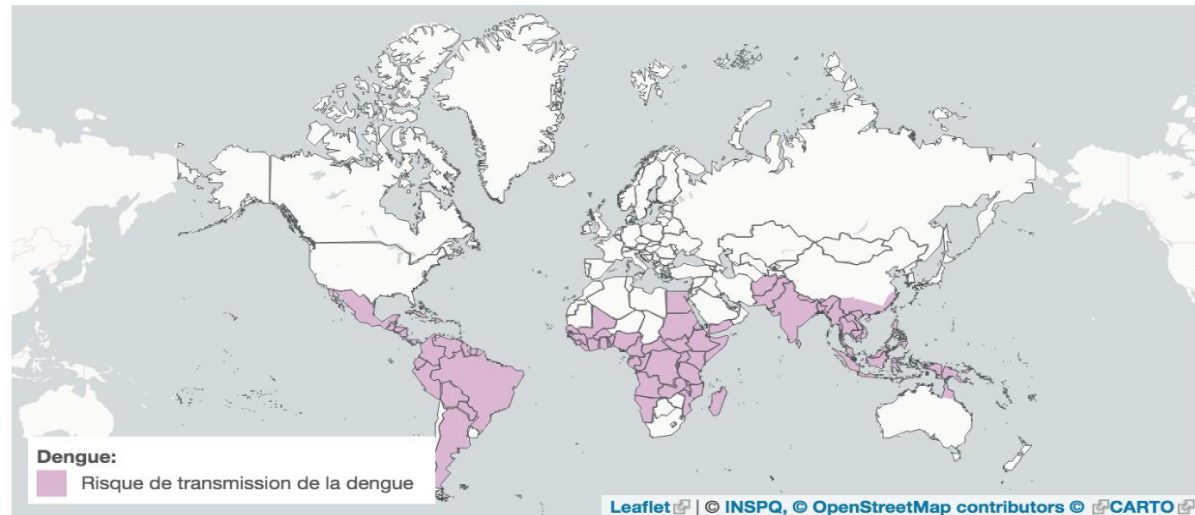 Dengue:
Risque de transmission de la dengue
Leaflet | © INSPQ, © OpenStreetMap contributors © CARTO